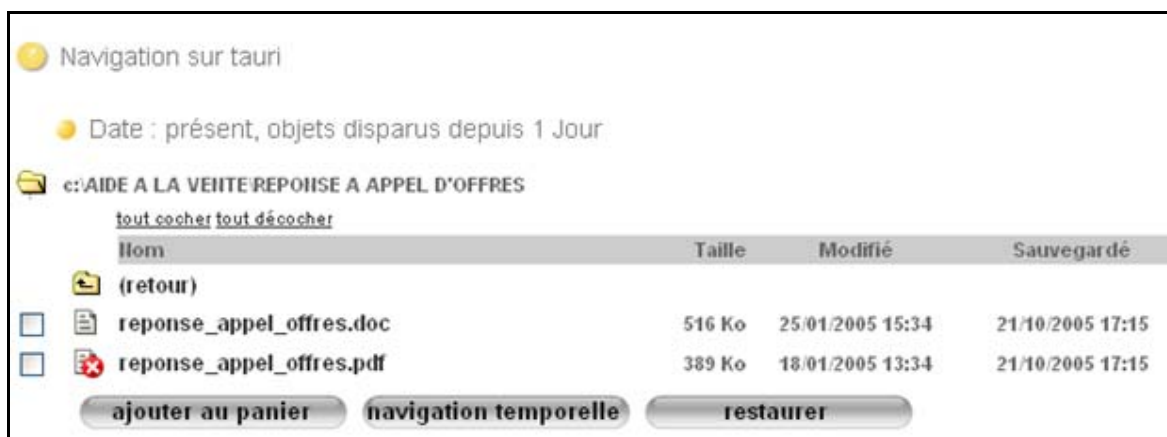 Navigation sur tauri
Date : présent, objets disparus depuis 1 Jour
c:\AIDE A LA VENTE\REPONSE A APPEL D'OFFRES
tout cocher tout décocher
Nom Taille Modifié Sauvegardé
(retour)
reponse_appel_offres.doc 516 Ko 25/01/2005 15:34 21/10/2005 17:15
reponse_appel_offres.pdf 389 Ko 18/01/2005 13:34 21/10/2005 17:15
ajouter au panier navigation temporelle restaurer